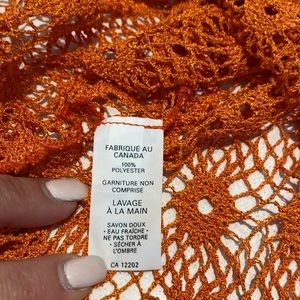 FABRIQUÉ AU
CANADA
100%
POLYESTER
GARNITURE NON
COMPRISE
LAVAGE
À LA MAIN
SAVON DOUX
• EAU FRAÎCHE •
NE PAS TORDRE
• SÉCHER À
L'OMBRE
CA 12202